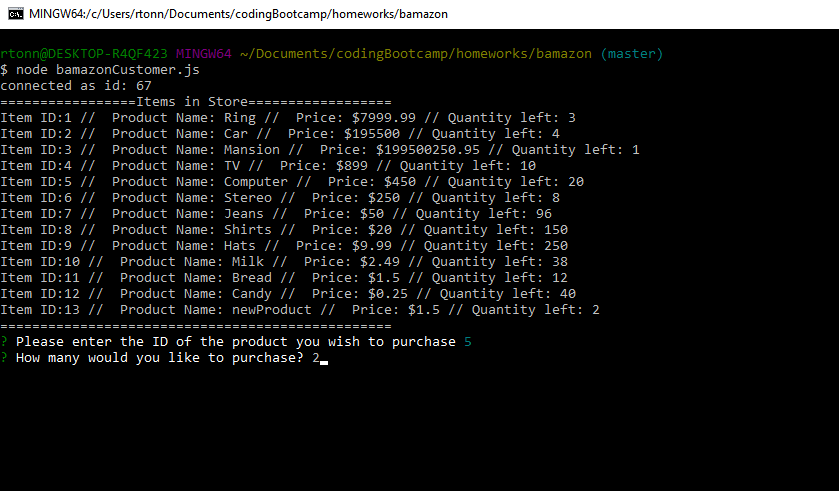 MINGW64:/c/Users/rtonn/Documents/codingBootcamp/homeworks/bamazon
rtonn@DESKTOP-R4QF423 MINGW64 ~/Documents/codingBootcamp/homeworks/bamazon (master)
$ node bamazonCustomer.js
connected as id: 67
=================Items in Store==================
Item ID:1 //  Product Name: Ring //  Price: $7999.99 // Quantity left: 3
Item ID:2 //  Product Name: Car //  Price: $195500 // Quantity left: 4
Item ID:3 //  Product Name: Mansion //  Price: $199500250.95 // Quantity left: 1
Item ID:4 //  Product Name: TV //  Price: $899 // Quantity left: 10
Item ID:5 //  Product Name: Computer //  Price: $450 // Quantity left: 20
Item ID:6 //  Product Name: Stereo //  Price: $250 // Quantity left: 8
Item ID:7 //  Product Name: Jeans //  Price: $50 // Quantity left: 96
Item ID:8 //  Product Name: Shirts //  Price: $20 // Quantity left: 150
Item ID:9 //  Product Name: Hats //  Price: $9.99 // Quantity left: 250
Item ID:10 //  Product Name: Milk //  Price: $2.49 // Quantity left: 38
Item ID:11 //  Product Name: Bread //  Price: $1.5 // Quantity left: 12
Item ID:12 //  Product Name: Candy //  Price: $0.25 // Quantity left: 40
Item ID:13 //  Product Name: newProduct //  Price: $1.5 // Quantity left: 2
=================================================
? Please enter the ID of the product you wish to purchase 5
? How many would you like to purchase? 2